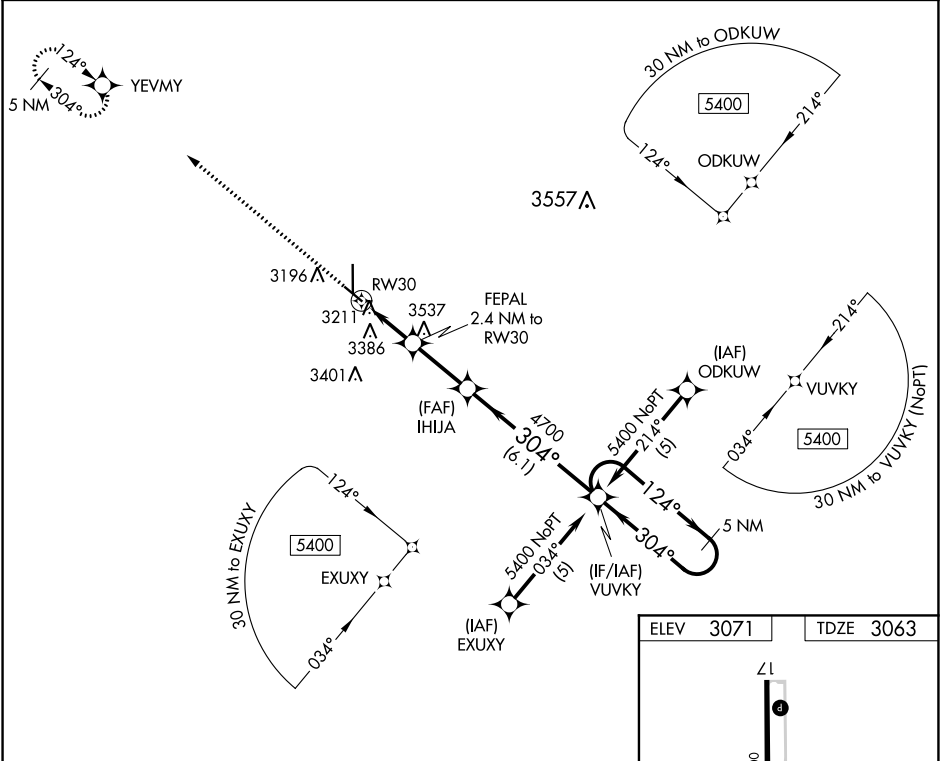 124°
304°
5 NM
YEVMY
30 NM to ODKUW
5400
214°
124°
ODKUW
3557
3196
RW30
3211
3537
3386
3401
FEPAL
2.4 NM to
RW30
(FAF)
IHIJA
4700
304°
(6.1)
(IAF)
ODKUW
5400 NoPT
214°
(5)
214°
VUVKY
034°
5400
30 NM to VUVKY (NoPT)
124°
304°
5 NM
(IF/IAF)
VUVKY
5400 NoPT
034°
(5)
(IAF)
EXUXY
30 NM to EXUXY
124°
5400
EXUXY
034°
ELEV 3071
TDZE 3063
17
P